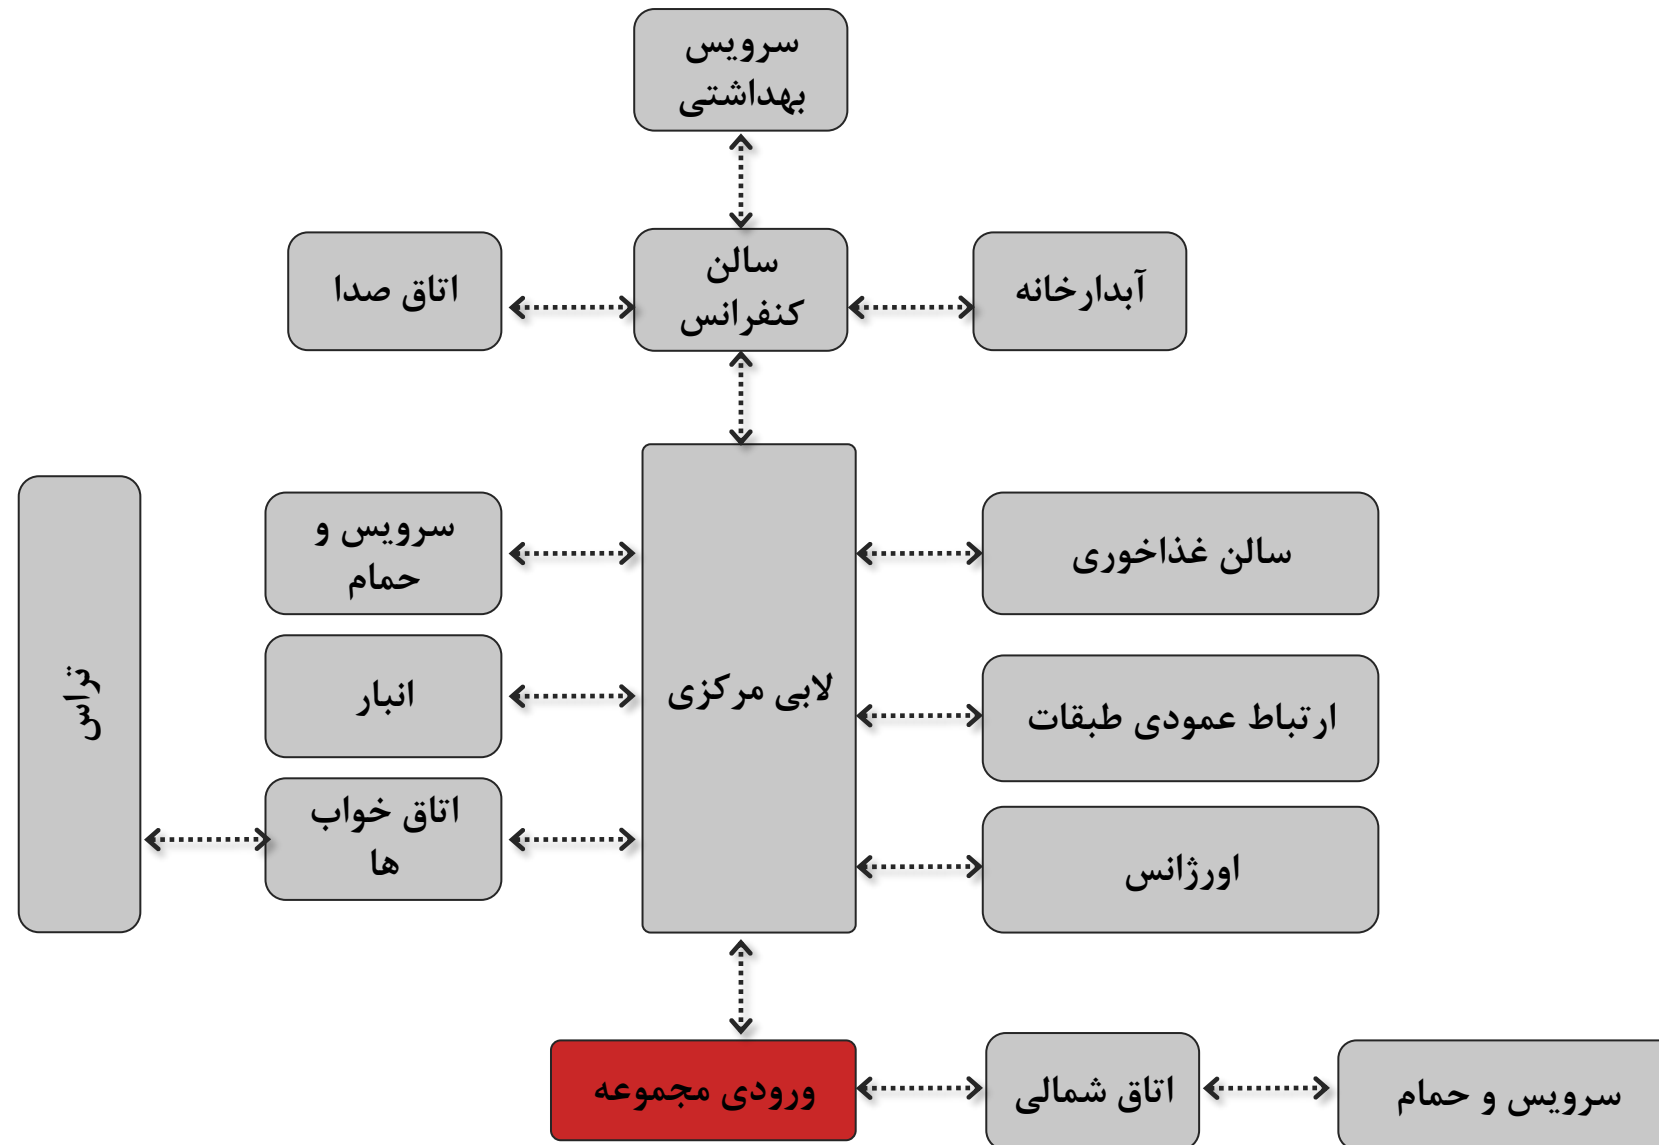 سرویس
بهداشتی
آبدارخانه
سالن
کنفرانس
اتاق صدا
سالن غذاخوری
سرویس و
حمام
ارتباط عمودی طبقات
لابی مرکزی
انبار
تراس
اتاق خواب
ها
اورژانس
سرویس و حمام
اتاق شمالی
ورودی مجموعه